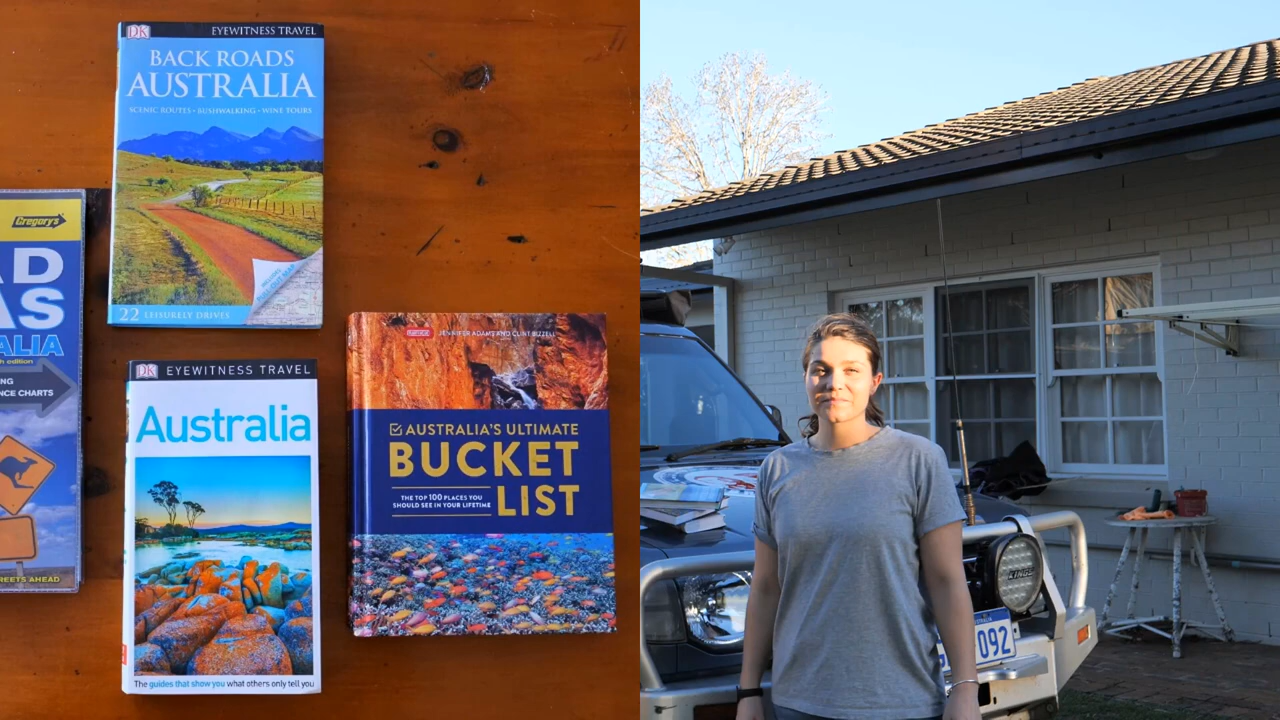 DK EYEWITNESS TRAVEL
BACK ROADS
AUSTRALIA
SCENIC ROUTES • BUSHWALKING • WINE TOURS
22 LEISURELY DRIVES
Gregory's
AD
AS
ALIA
th edition
NG
NCE CHARTS
REETS AHEAD
DK EYEWITNESS TRAVEL
Australia
The guides that show you what others only tell you
JENNIFER ADAMS AND CLINT BIZZELL
AUSTRALIA'S ULTIMATE
BUCKET
LIST
THE TOP 100 PLACES YOU
SHOULD SEE IN YOUR LIFETIME
KINGS
092